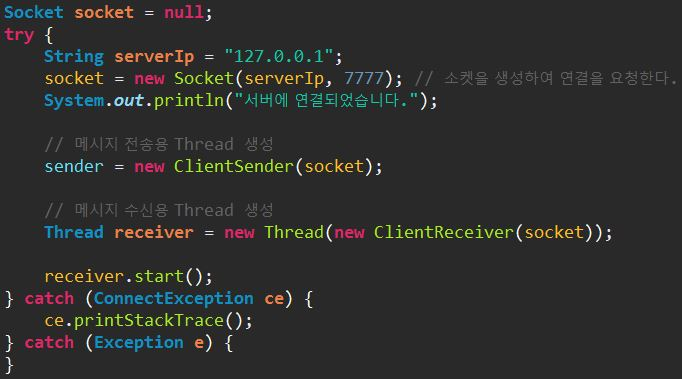 Socket socket = null;
try {
    String serverIp = "127.0.0.1";
    socket = new Socket(serverIp, 7777); // 소켓을 생성하여 연결을 요청한다.
    System.out.println("서버에 연결되었습니다.");

    // 메시지 전송용 Thread 생성
    sender = new ClientSender(socket);

    // 메시지 수신용 Thread 생성
    Thread receiver = new Thread(new ClientReceiver(socket));

    receiver.start();
} catch (ConnectException ce) {
    ce.printStackTrace();
} catch (Exception e) {
}